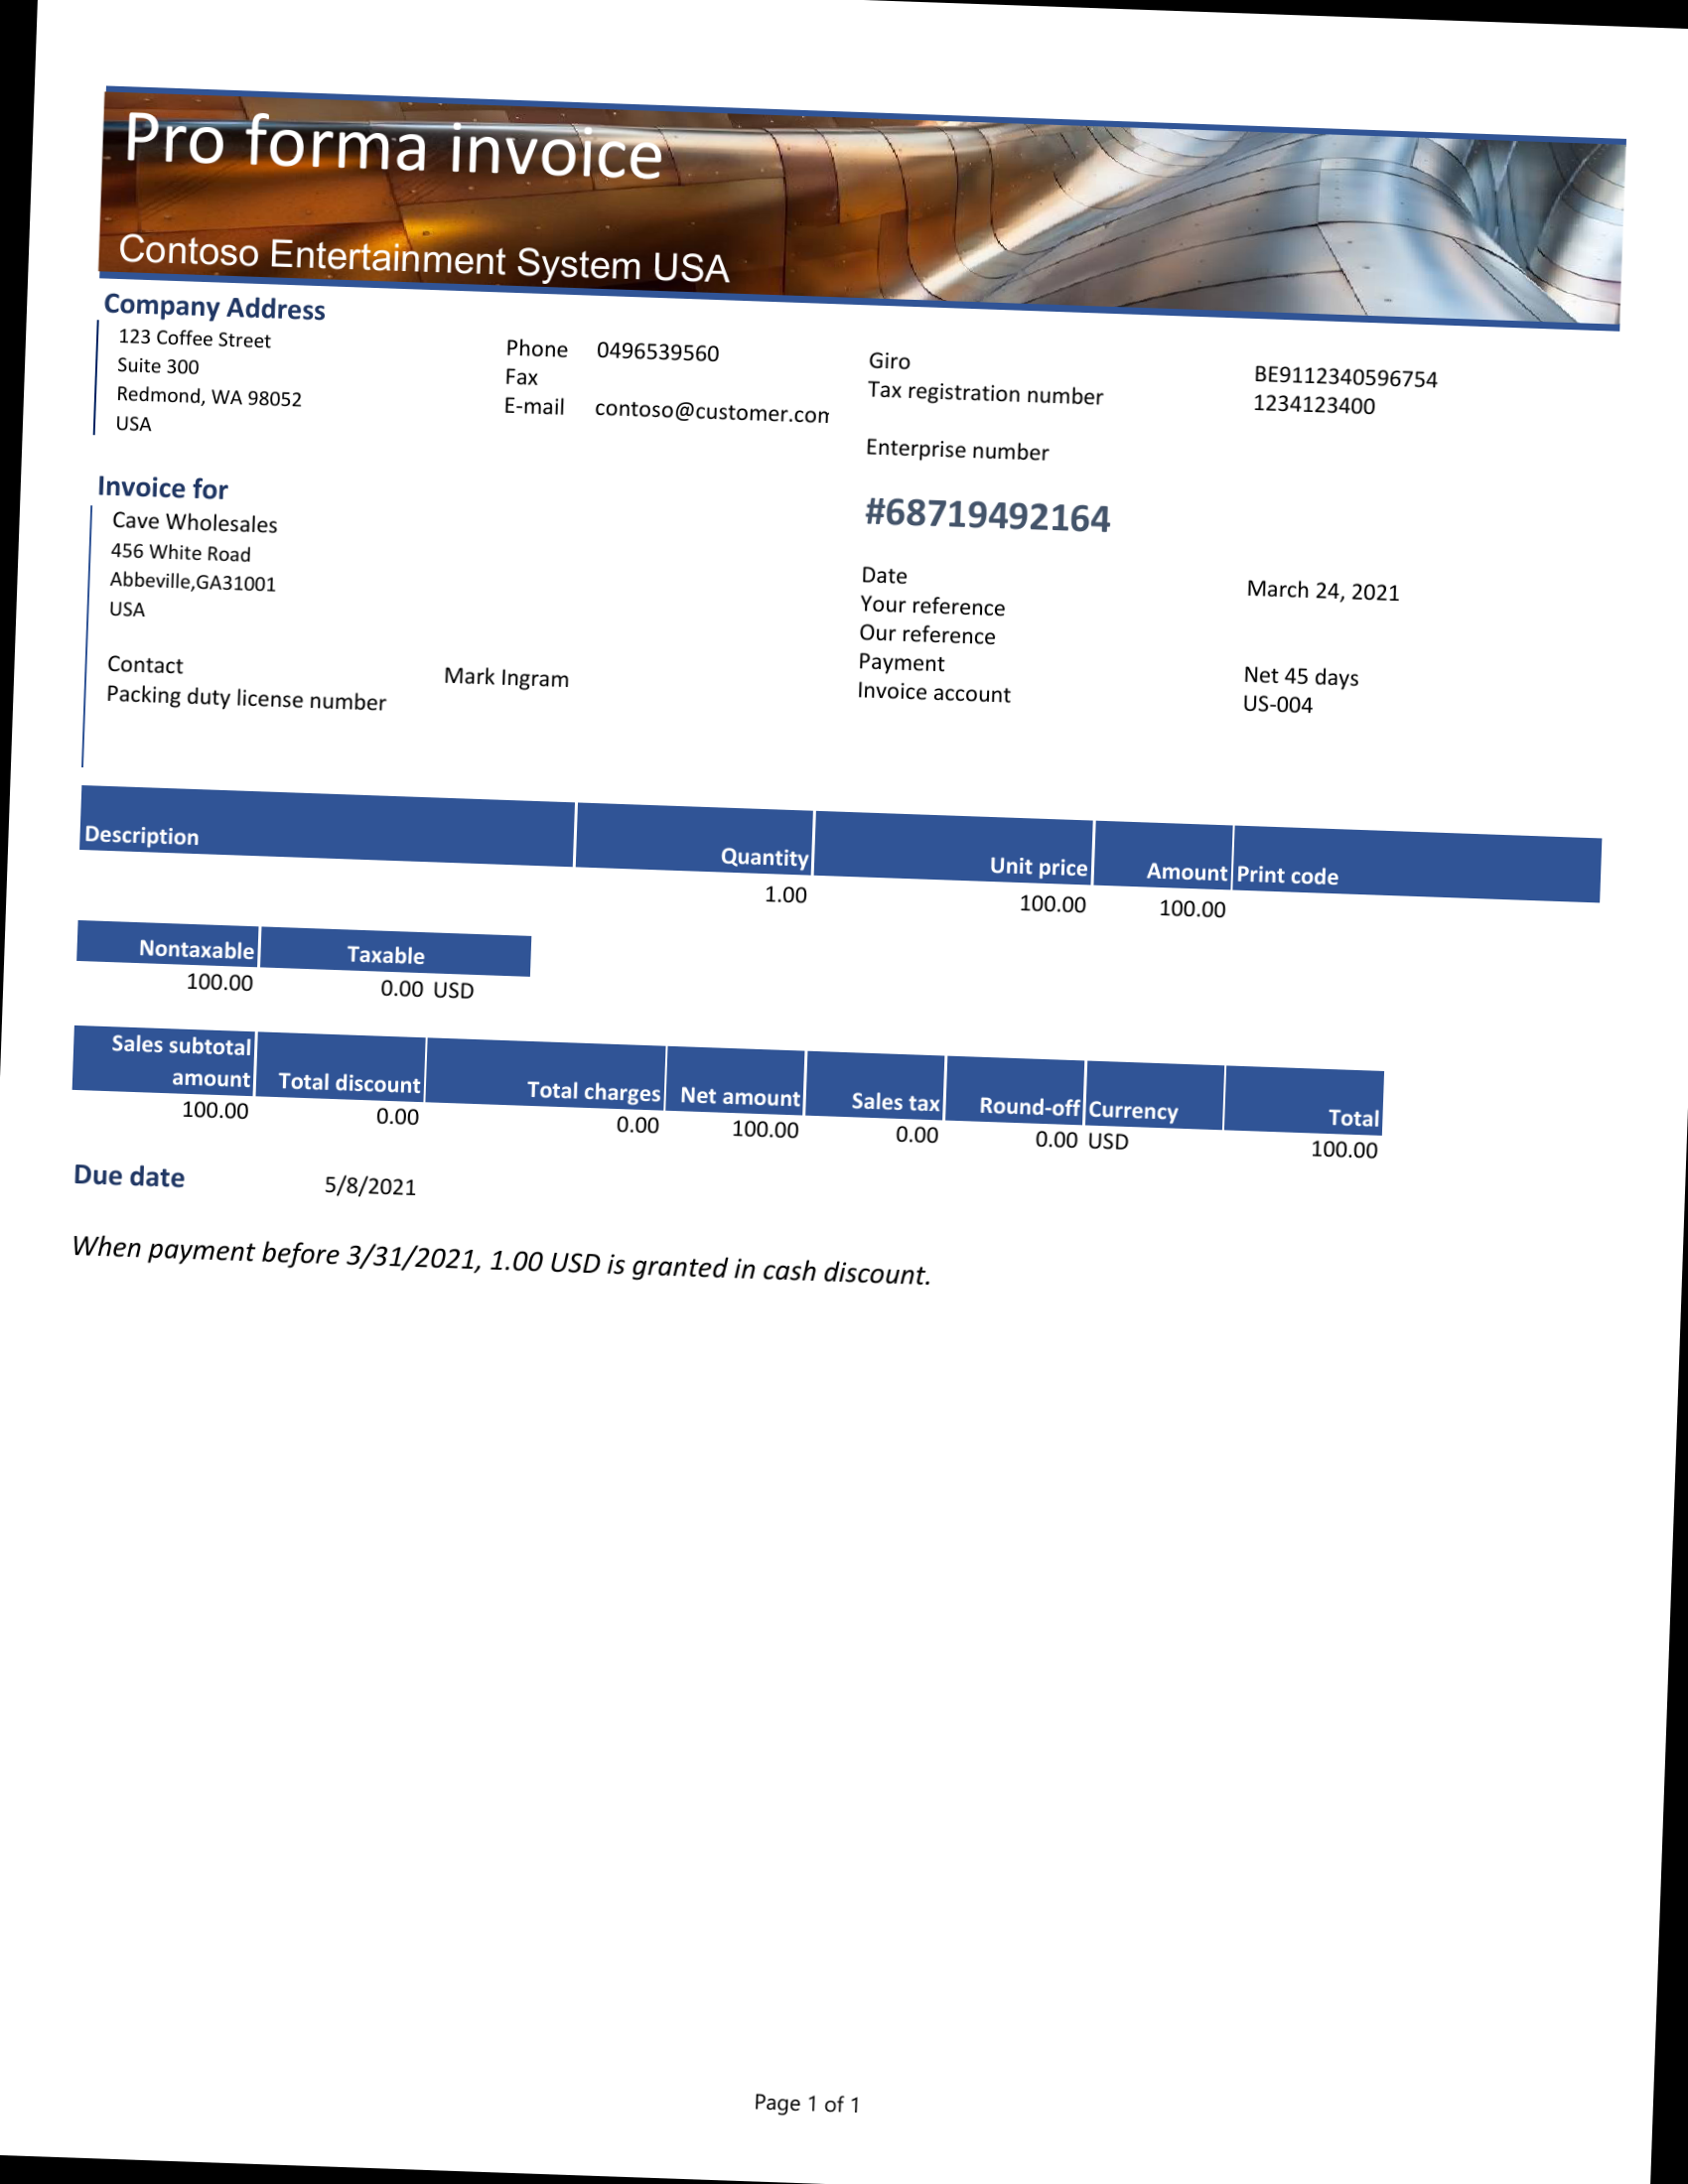 Pro forma invoice
Contoso Entertainment System USA
Company Address
123 Coffee Street
Suite 300
Redmond, WA 98052
USA
Phone 0496539560
Fax
E-mail contoso@customer.com
Giro BE9112340596754
Tax registration number 1234123400
Enterprise number
Invoice for
Cave Wholesales
456 White Road
Abbeville,GA31001
USA
Contact Mark Ingram
Packing duty license number
#68719492164
Date March 24, 2021
Your reference
Our reference
Payment Net 45 days
Invoice account US-004
Description Quantity Unit price Amount Print code
1.00 100.00 100.00
Nontaxable Taxable
100.00 0.00 USD
Sales subtotal amount Total discount Total charges Net amount Sales tax Round-off Currency Total
100.00 0.00 0.00 100.00 0.00 0.00 USD 100.00
Due date 5/8/2021
When payment before 3/31/2021, 1.00 USD is granted in cash discount.
Page 1 of 1